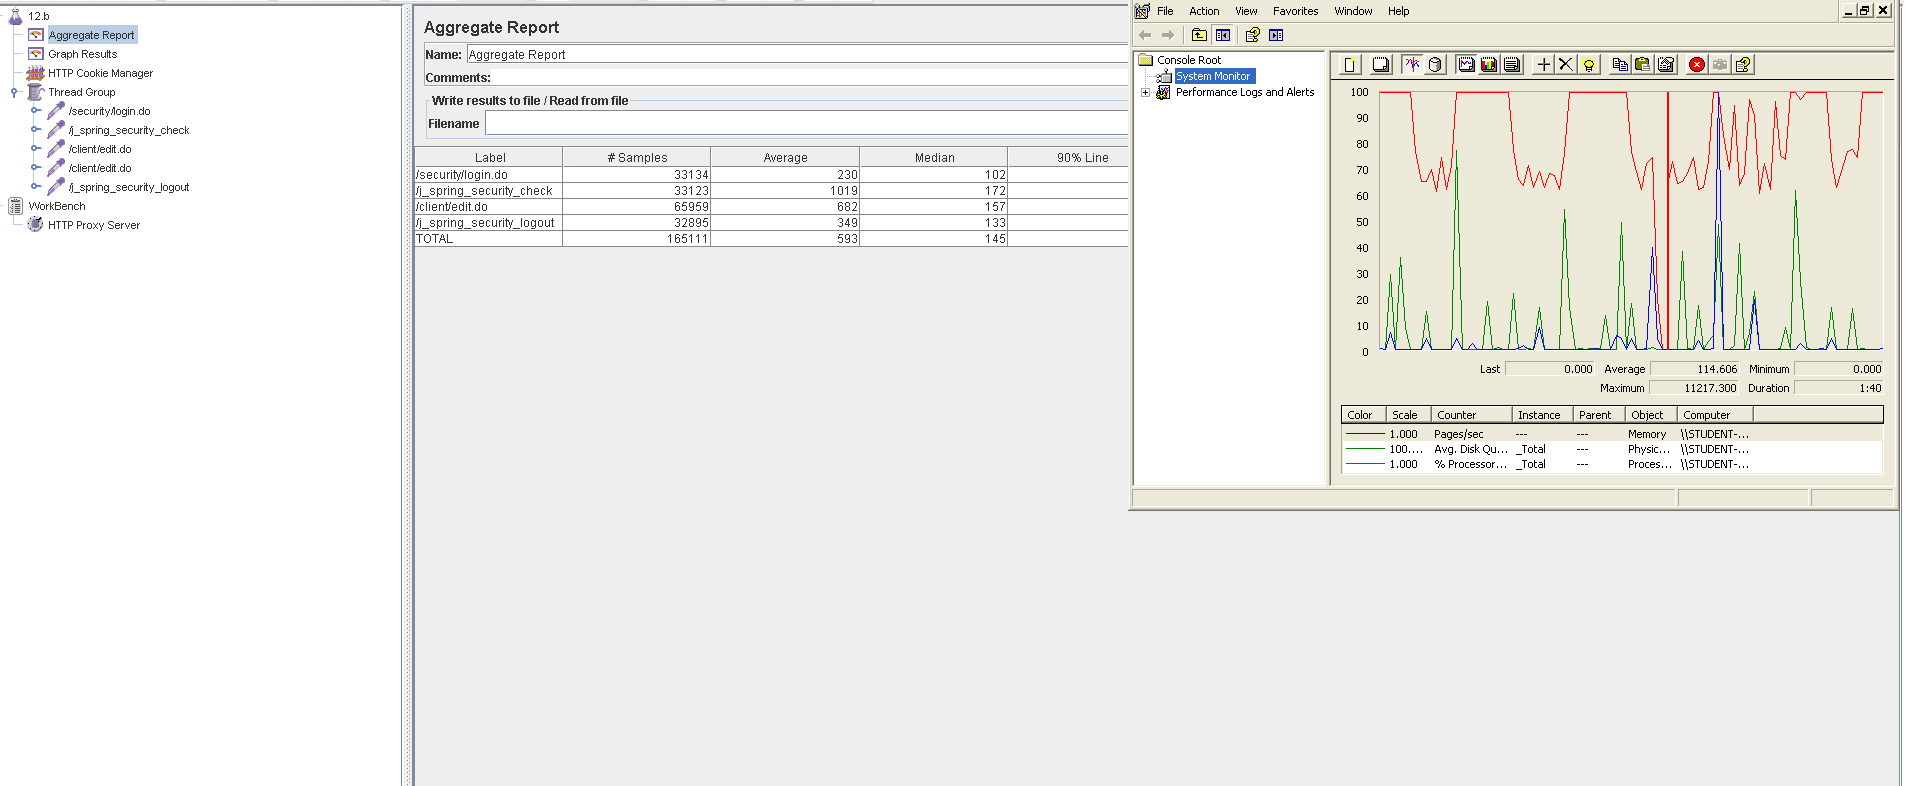 12.b
Aggregate Report
Graph Results
HTTP Cookie Manager
Thread Group
/security/login.do
/j_spring_security_check
/client/edit.do
/client/edit.do
/j_spring_security_logout
WorkBench
HTTP Proxy Server
Aggregate Report
Name: Aggregate Report
Comments:
Write results to file / Read from file
Filename
Label # Samples Average Median 90% Line
/security/login.do 33134 230 102
/j_spring_security_check 33123 1019 172
/client/edit.do 65959 682 157
/j_spring_security_logout 32895 349 133
TOTAL 165111 593 145
File Action View Favorites Window Help
Console Root
System Monitor
Performance Logs and Alerts
100
90
80
70
60
50
40
30
20
10
0
Last 0.000 Average 114.606 Minimum 0.000
Maximum 11217.300 Duration 1:40
Color Scale Counter Instance Parent Object Computer
1.000 Pages/sec --- --- Memory \\STUDENT-...
100.... Avg. Disk Qu... _Total --- Physic... \\STUDENT-...
1.000 % Processor... _Total --- Proces... \\STUDENT-...